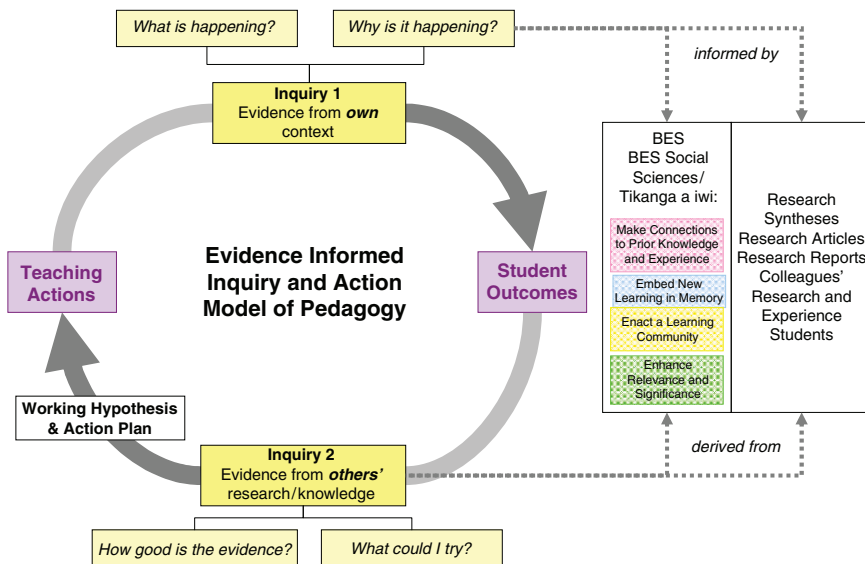 What is happening?
Why is it happening?
informed by
Inquiry 1
Evidence from own
context
BES
BES Social
Sciences/
Tikanga a iwi:
Make Connections
to Prior Knowledge
and Experience
Embed New
Learning in Memory
Enact a Learning
Community
Enhance
Relevance and
Significance
Research
Syntheses
Research Articles
Research Reports
Colleagues'
Research and
Experience
Students
Teaching
Actions
Evidence Informed
Inquiry and Action
Model of Pedagogy
Student
Outcomes
Working Hypothesis
& Action Plan
Inquiry 2
Evidence from others'
research/knowledge
derived from
How good is the evidence?
What could I try?